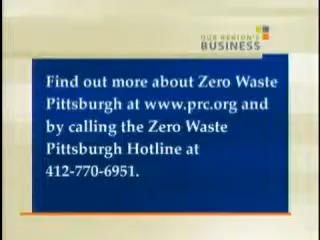 OUR REGION'S
BUSINESS
Find out more about Zero Waste
Pittsburgh at www.prc.org and
by calling the Zero Waste
Pittsburgh Hotline at
412-770-6951.